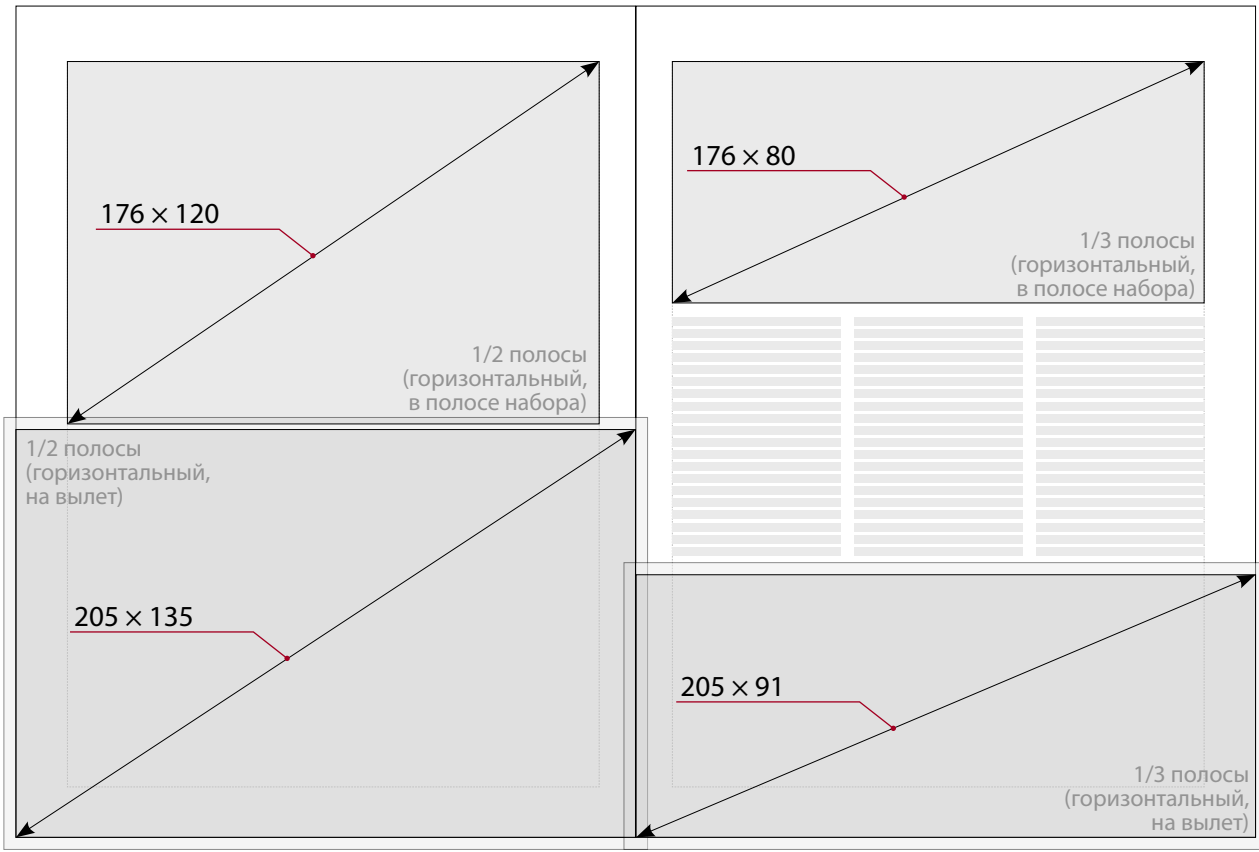 176 × 120
1/2 полосы
(горизонтальный,
в полосе набора)
1/2 полосы
(горизонтальный,
на вылет)
205 × 135
176 × 80
1/3 полосы
(горизонтальный,
в полосе набора)
205 × 91
1/3 полосы
(горизонтальный,
на вылет)